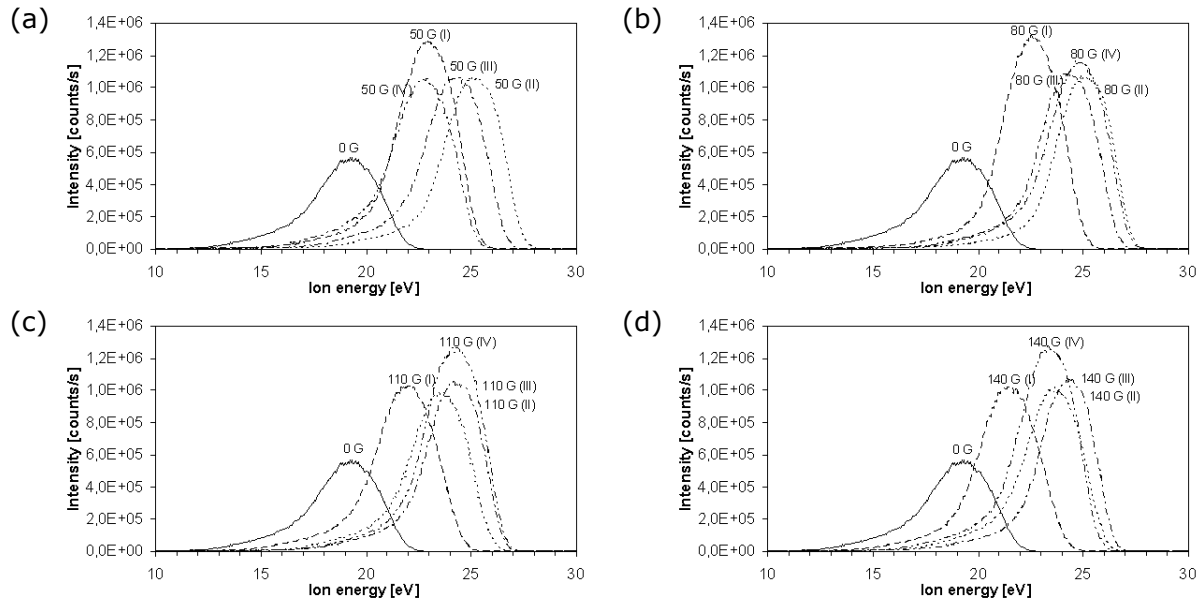 (a)
1,4E+06
1,2E+06
1,0E+06
8,0E+05
6,0E+05
4,0E+05
2,0E+05
0,0E+00
Intensity [counts/s]
50 G (I)
50 G (III)
50 G (II)
50 G (IV)
0 G
10 15 20 25 30
Ion energy [eV]
(b)
1,4E+06
1,2E+06
1,0E+06
8,0E+05
6,0E+05
4,0E+05
2,0E+05
0,0E+00
Intensity [counts/s]
80 G (I)
80 G (IV)
80 G (III)
80 G (II)
0 G
10 15 20 25 30
Ion energy [eV]
(c)
1,4E+06
1,2E+06
1,0E+06
8,0E+05
6,0E+05
4,0E+05
2,0E+05
0,0E+00
Intensity [counts/s]
110 G (IV)
110 G (I)
110 G (III)
110 G (II)
0 G
10 15 20 25 30
Ion energy [eV]
(d)
1,4E+06
1,2E+06
1,0E+06
8,0E+05
6,0E+05
4,0E+05
2,0E+05
0,0E+00
Intensity [counts/s]
140 G (IV)
140 G (I)
140 G (III)
140 G (II)
0 G
10 15 20 25 30
Ion energy [eV]